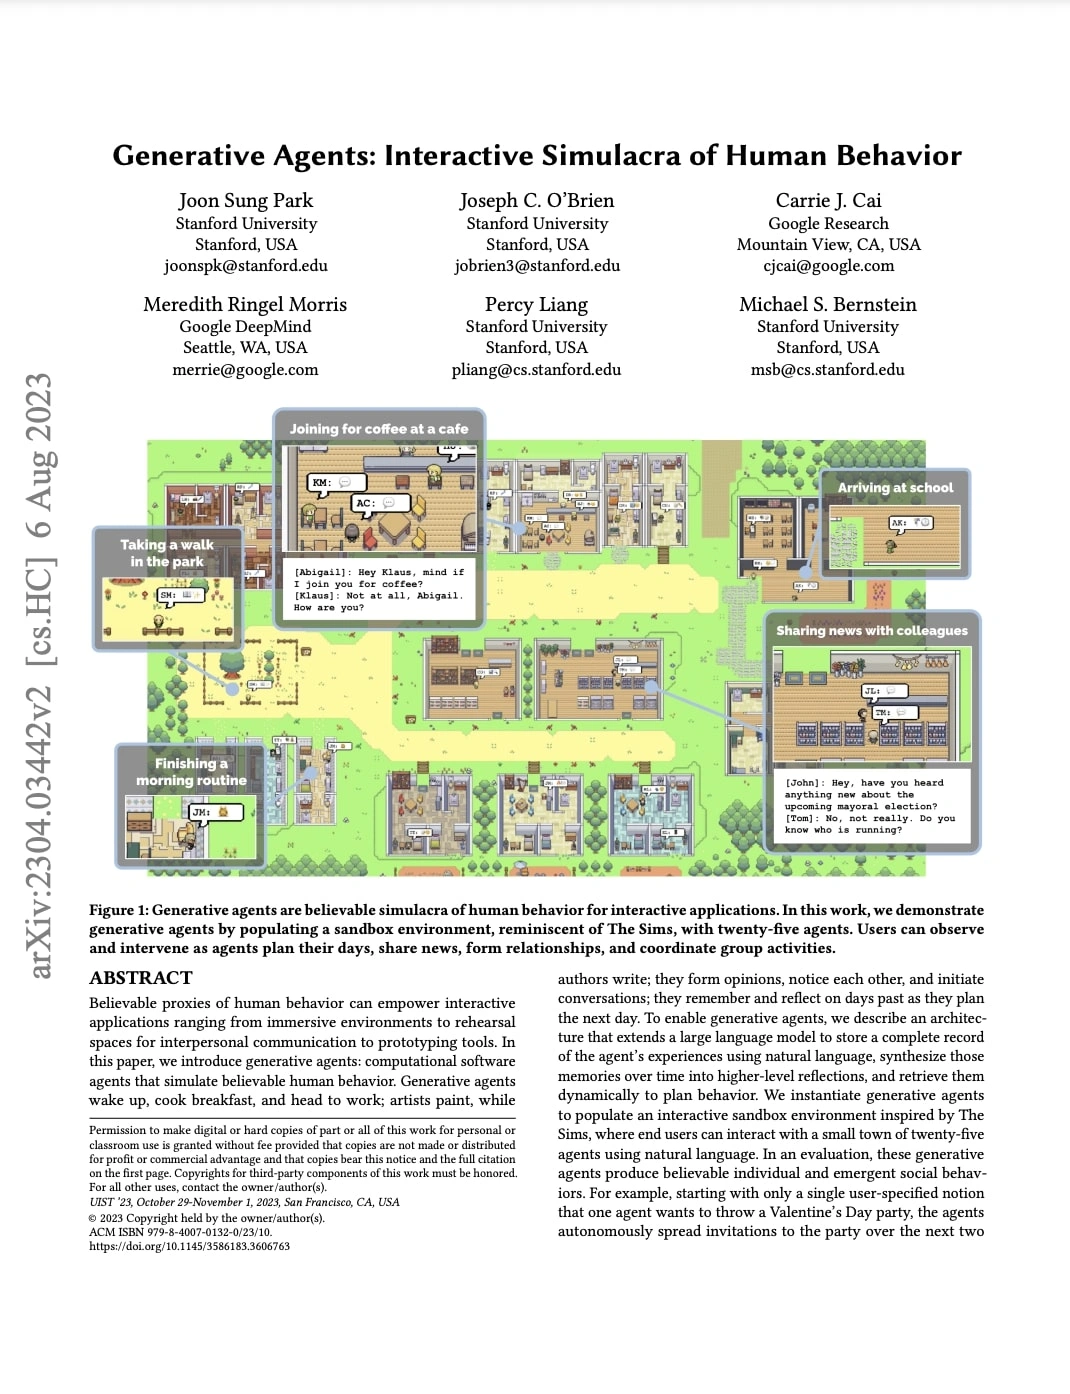 Generative Agents: Interactive Simulacra of Human Behavior
Joon Sung Park
Stanford University
Stanford, USA
joonspk@stanford.edu
Joseph C. O'Brien
Stanford University
Stanford, USA
jobrien3@stanford.edu
Carrie J. Cai
Google Research
Mountain View, CA, USA
cjcai@google.com
Meredith Ringel Morris
Google DeepMind
Seattle, WA, USA
merrie@google.com
Percy Liang
Stanford University
Stanford, USA
pliang@cs.stanford.edu
Michael S. Bernstein
Stanford University
Stanford, USA
msb@cs.stanford.edu
arXiv:2304.03442v2 [cs.HC] 6 Aug 2023
Joining for coffee at a cafe
KM:
AC:
[Abigail]: Hey Klaus, mind if
I join you for coffee?
[Klaus]: Not at all, Abigail.
How are you?
Arriving at school
AK:
Taking a walk
in the park
SM:
Sharing news with colleagues
JL:
TM:
[John]: Hey, have you heard
anything new about the
upcoming mayoral election?
[Tom]: No, not really. Do you
know who is running?
Finishing a
morning routine
JM:
Figure 1: Generative agents are believable simulacra of human behavior for interactive applications. In this work, we demonstrate
generative agents by populating a sandbox environment, reminiscent of The Sims, with twenty-five agents. Users can observe
and intervene as agents plan their days, share news, form relationships, and coordinate group activities.
ABSTRACT
Believable proxies of human behavior can empower interactive
applications ranging from immersive environments to rehearsal
spaces for interpersonal communication to prototyping tools. In
this paper, we introduce generative agents: computational software
agents that simulate believable human behavior. Generative agents
wake up, cook breakfast, and head to work; artists paint, while
Permission to make digital or hard copies of part or all of this work for personal or
classroom use is granted without fee provided that copies are not made or distributed
for profit or commercial advantage and that copies bear this notice and the full citation
on the first page. Copyrights for third-party components of this work must be honored.
For all other uses, contact the owner/author(s).
UIST '23, October 29-November 1, 2023, San Francisco, CA, USA
© 2023 Copyright held by the owner/author(s).
ACM ISBN 979-8-4007-0132-0/23/10.
https://doi.org/10.1145/3586183.3606763
authors write; they form opinions, notice each other, and initiate
conversations; they remember and reflect on days past as they plan
the next day. To enable generative agents, we describe an architec-
ture that extends a large language model to store a complete record
of the agent's experiences using natural language, synthesize those
memories over time into higher-level reflections, and retrieve them
dynamically to plan behavior. We instantiate generative agents
to populate an interactive sandbox environment inspired by The
Sims, where end users can interact with a small town of twenty-five
agents using natural language. In an evaluation, these generative
agents produce believable individual and emergent social behav-
iors. For example, starting with only a single user-specified notion
that one agent wants to throw a Valentine's Day party, the agents
autonomously spread invitations to the party over the next two